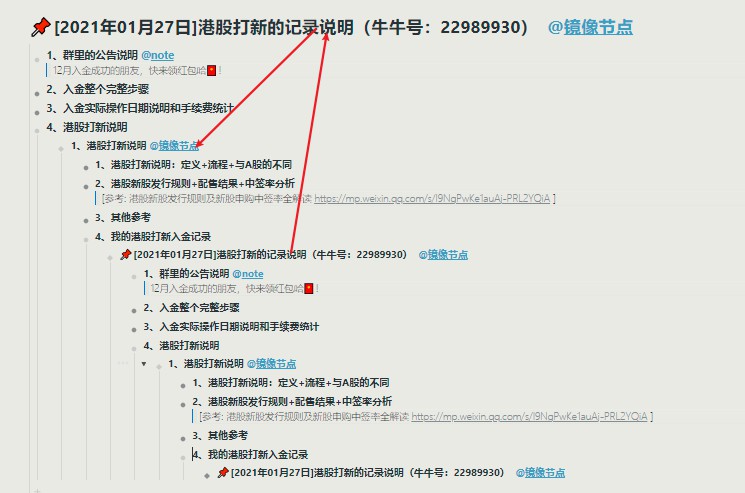 📌[2021年01月27日]港股打新的记录说明（牛牛号：22989930） @镜像节点
1、群里的公告说明 @note
12月入金成功的朋友，快来领红包哈🧧！
2、入金整个完整步骤
3、入金实际操作日期说明和手续费统计
4、港股打新说明
1、港股打新说明 @镜像节点
1、港股打新说明：定义+流程+与A股的不同
2、港股新股发行规则+配售结果+中签率分析
[参考: 港股新股发行规则及新股申购中签率全解读 https://mp.weixin.qq.com/s/I9NgPwKe1auAj-PRL2YQiA ]
3、其他参考
4、我的港股打新入金记录
📌[2021年01月27日]港股打新的记录说明（牛牛号：22989930） @镜像节点
1、群里的公告说明 @note
12月入金成功的朋友，快来领红包哈🧧！
2、入金整个完整步骤
3、入金实际操作日期说明和手续费统计
4、港股打新说明
1、港股打新说明 @镜像节点
1、港股打新说明：定义+流程+与A股的不同
2、港股新股发行规则+配售结果+中签率分析
[参考: 港股新股发行规则及新股申购中签率全解读 https://mp.weixin.qq.com/s/I9NgPwKe1auAj-PRL2YQiA ]
3、其他参考
4、我的港股打新入金记录
📌[2021年01月27日]港股打新的记录说明（牛牛号：22989930） @镜像节点